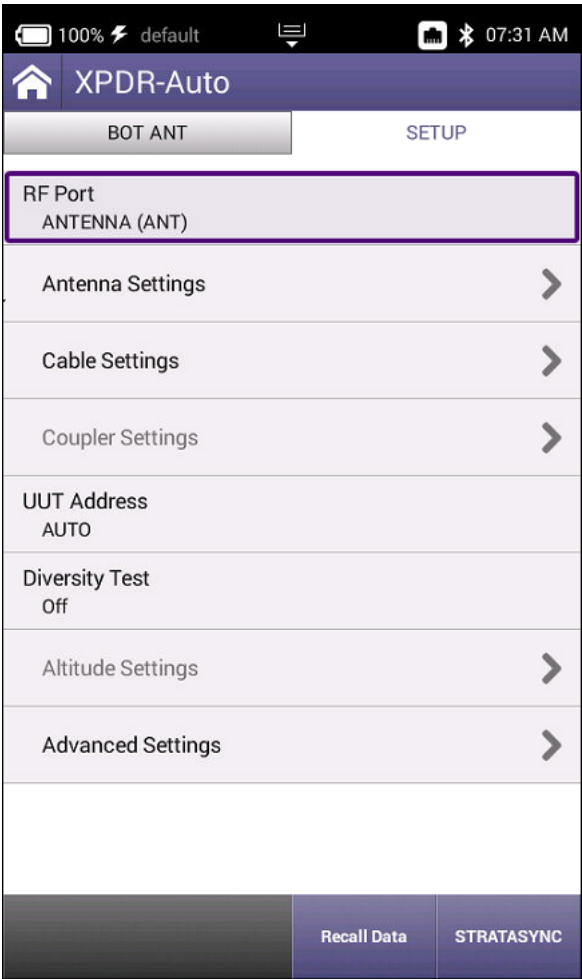 100% default 07:31 AM
XPDR-Auto
BOT ANT SETUP
RF Port
ANTENNA (ANT)
Antenna Settings
Cable Settings
Coupler Settings
UUT Address
AUTO
Diversity Test
Off
Altitude Settings
Advanced Settings
Recall Data STRATASYNC